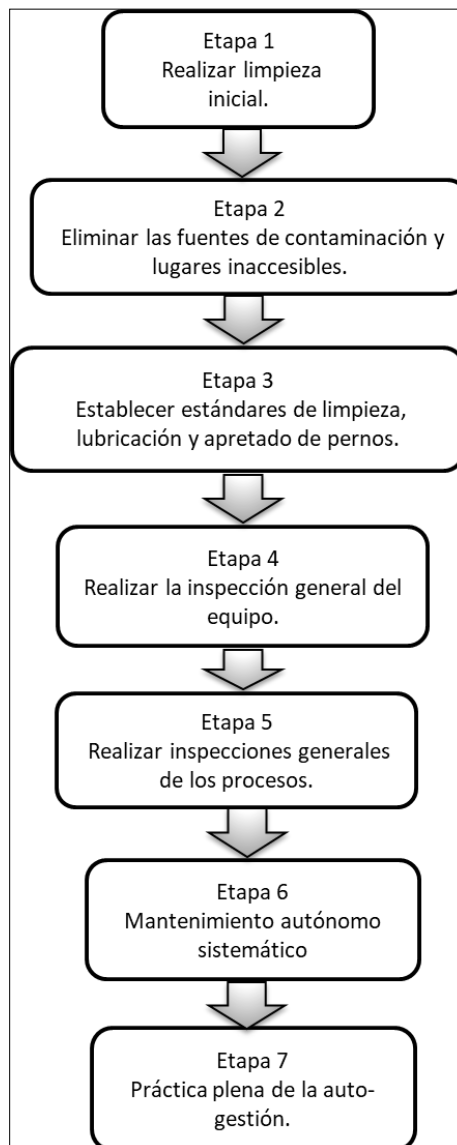 Etapa 1
Realizar limpieza
inicial.
Etapa 2
Eliminar las fuentes de contaminación y
lugares inaccesibles.
Etapa 3
Establecer estándares de limpieza,
lubricación y apretado de pernos.
Etapa 4
Realizar la inspección general del
equipo.
Etapa 5
Realizar inspecciones generales
de los procesos.
Etapa 6
Mantenimiento autónomo
sistemático
Etapa 7
Práctica plena de la auto-
gestión.